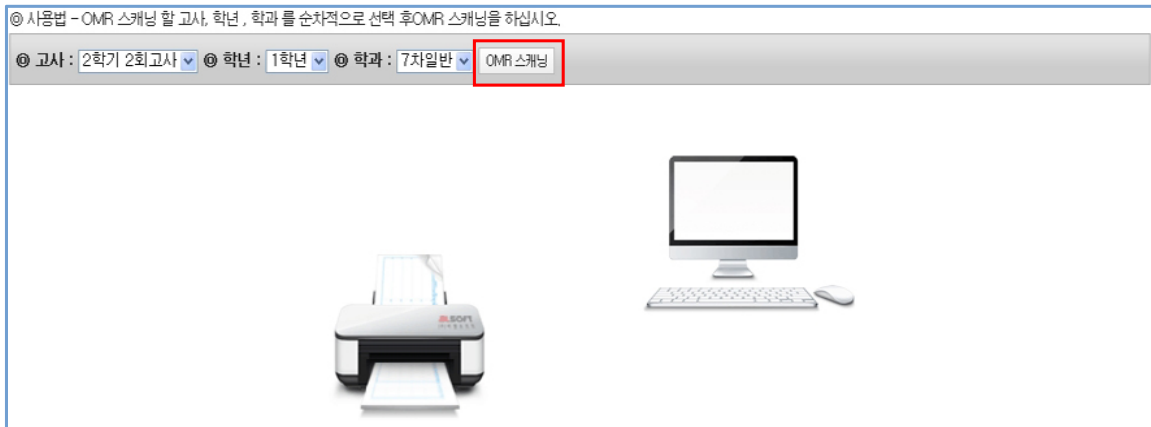 ◎ 사용법 - OMR 스캐닝 할 고사, 학년 , 학과 를 순차적으로 선택 후OMR 스캐닝을 하십시오.
◎ 고사 : 2학기 2회고사 ◎ 학년 : 1학년 ◎ 학과 : 7차일반 OMR 스캐닝